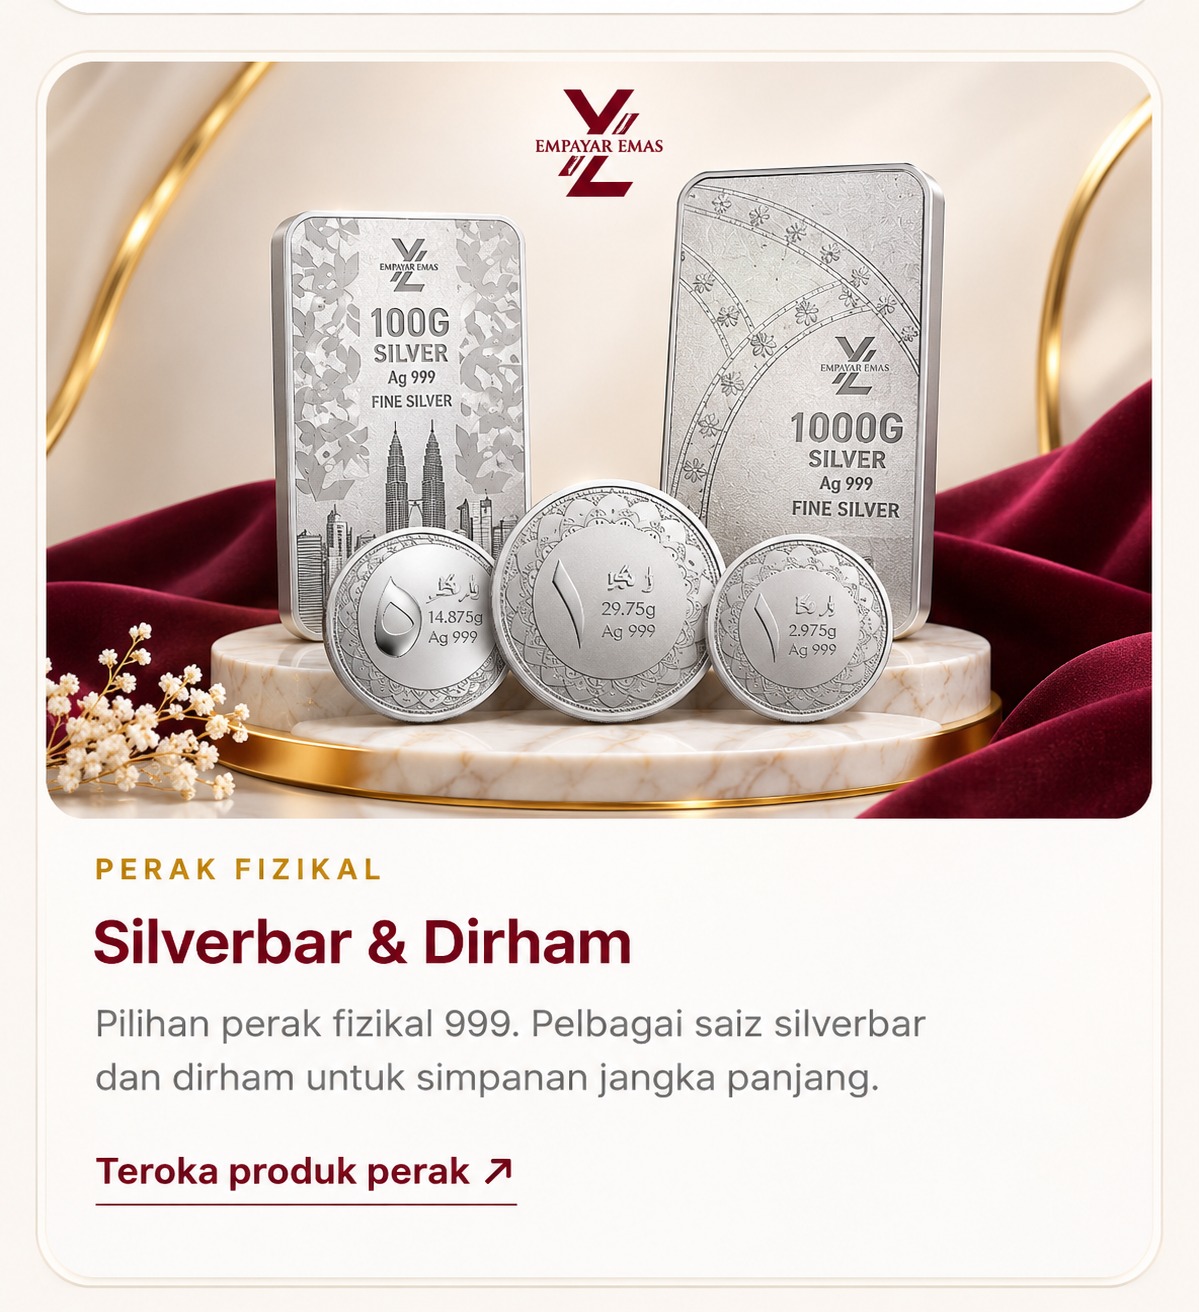 EMPAYAR EMAS
EMPAYAR EMAS
100G
SILVER
Ag 999
FINE SILVER
EMPAYAR EMAS
1000G
SILVER
Ag 999
FINE SILVER
14.875g
Ag 999
29.75g
Ag 999
2.975g
Ag 999
PERAK FIZIKAL
Silverbar & Dirham
Pilihan perak fizikal 999. Pelbagai saiz silverbar
dan dirham untuk simpanan jangka panjang.
Teroka produk perak ↗